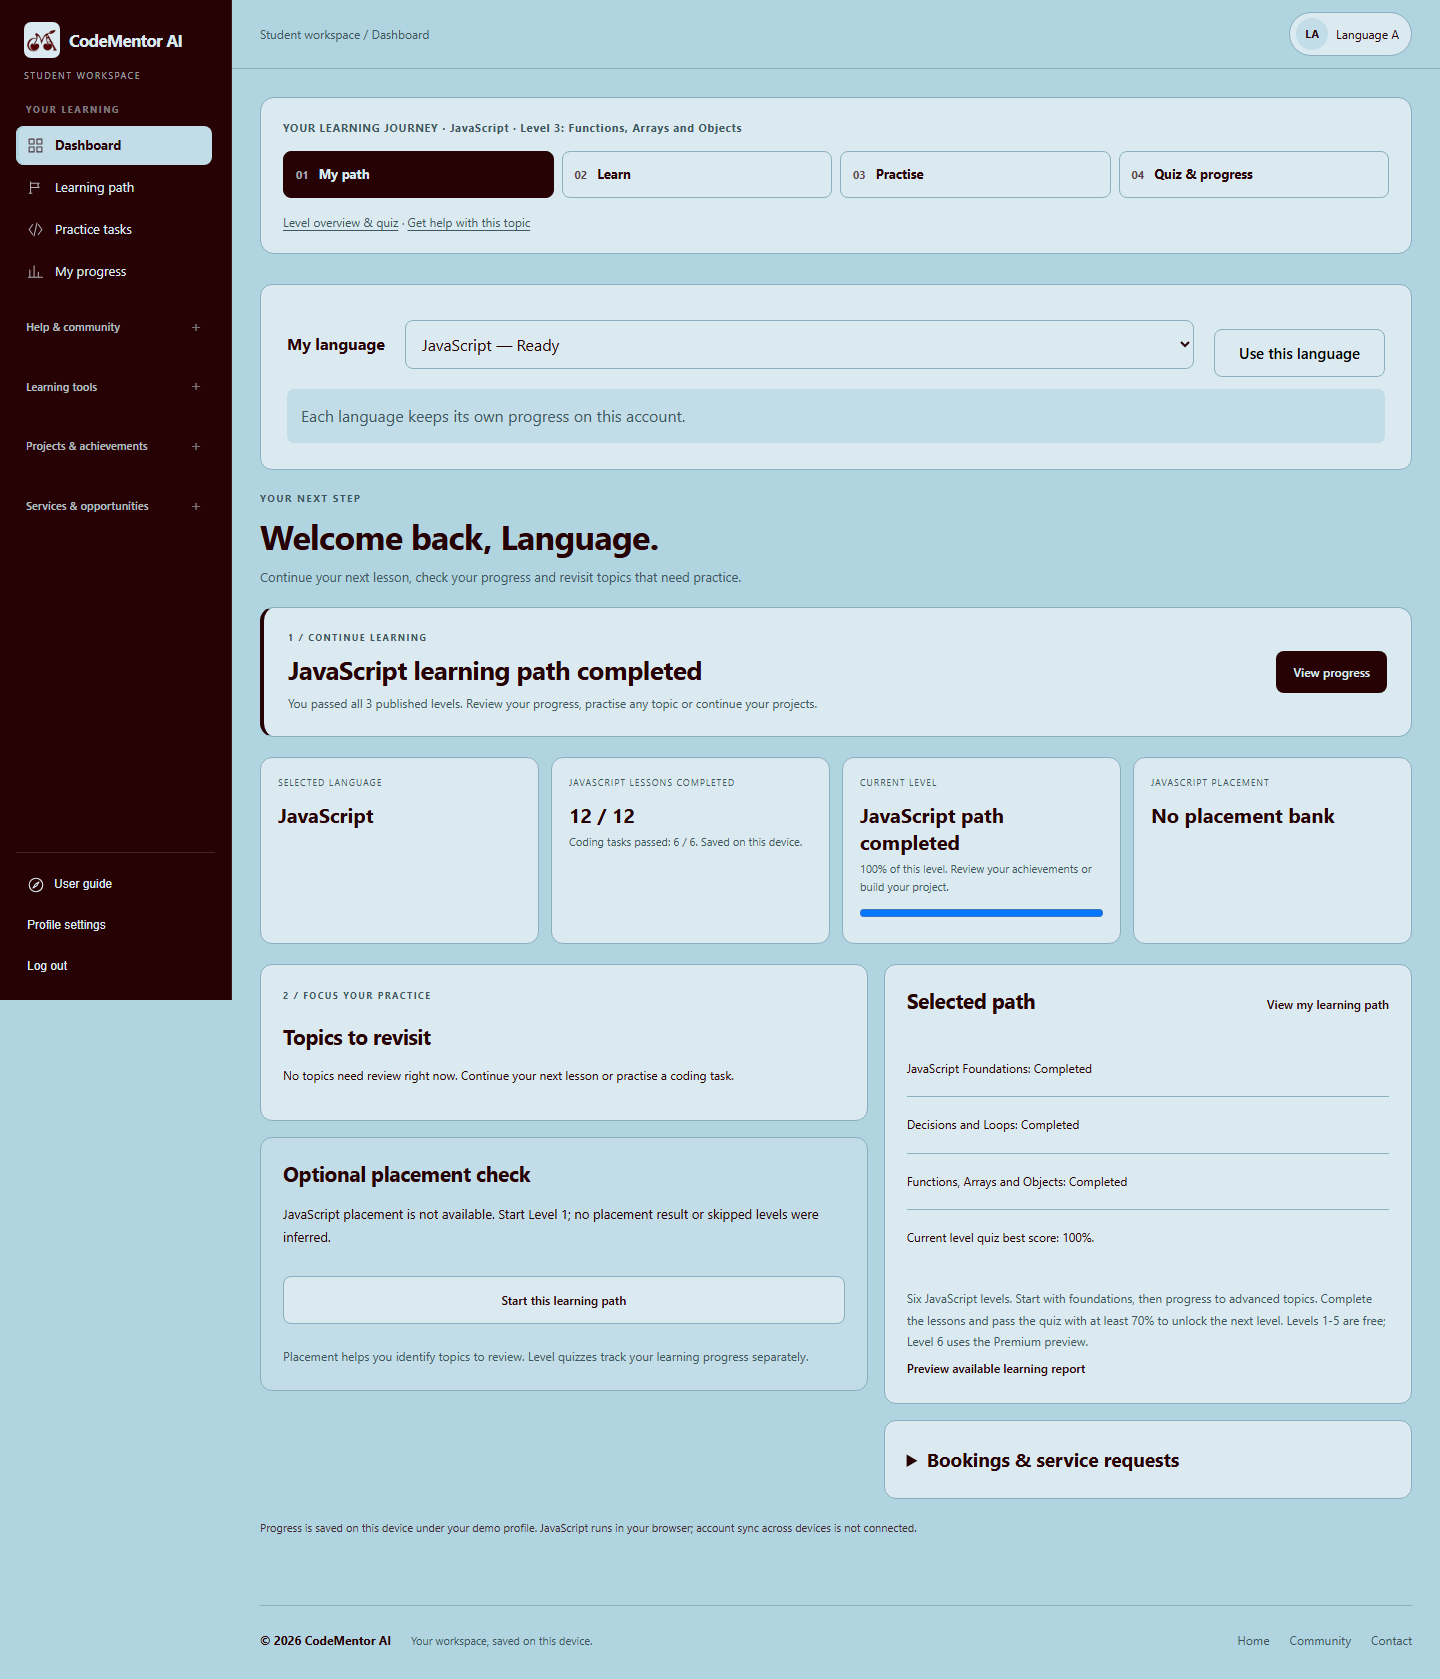 CodeMentor AI
STUDENT WORKSPACE
YOUR LEARNING
Dashboard
Learning path
Practice tasks
My progress
Help & community +
Learning tools +
Projects & achievements +
Services & opportunities +
User guide
Profile settings
Log out
Student workspace / Dashboard
LA Language A
YOUR LEARNING JOURNEY · JavaScript · Level 3: Functions, Arrays and Objects
01 My path
02 Learn
03 Practise
04 Quiz & progress
Level overview & quiz · Get help with this topic
My language
JavaScript — Ready
Use this language
Each language keeps its own progress on this account.
YOUR NEXT STEP
Welcome back, Language.
Continue your next lesson, check your progress and revisit topics that need practice.
1 / CONTINUE LEARNING
JavaScript learning path completed
You passed all 3 published levels. Review your progress, practise any topic or continue your projects.
View progress
SELECTED LANGUAGE
JavaScript
JAVASCRIPT LESSONS COMPLETED
12 / 12
Coding tasks passed: 6 / 6. Saved on this device.
CURRENT LEVEL
JavaScript path
completed
100% of this level. Review your achievements or
build your project.
JAVASCRIPT PLACEMENT
No placement bank
2 / FOCUS YOUR PRACTICE
Topics to revisit
No topics need review right now. Continue your next lesson or practise a coding task.
Optional placement check
JavaScript placement is not available. Start Level 1; no placement result or skipped levels were
inferred.
Start this learning path
Placement helps you identify topics to review. Level quizzes track your learning progress separately.
Selected path
View my learning path
JavaScript Foundations: Completed
Decisions and Loops: Completed
Functions, Arrays and Objects: Completed
Current level quiz best score: 100%.
Six JavaScript levels. Start with foundations, then progress to advanced topics. Complete
the lessons and pass the quiz with at least 70% to unlock the next level. Levels 1-5 are free;
Level 6 uses the Premium preview.
Preview available learning report
Bookings & service requests
Progress is saved on this device under your demo profile. JavaScript runs in your browser; account sync across devices is not connected.
© 2026 CodeMentor AI
Your workspace, saved on this device.
Home
Community
Contact